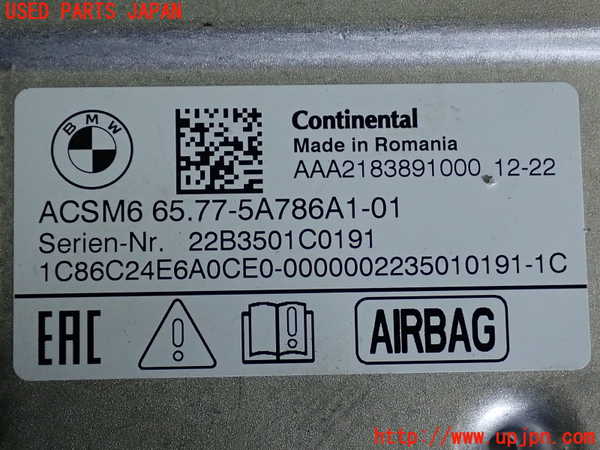 USED PARTS JAPAN
BMW
Continental
Made in Romania
AAA2183891000 12-22
ACSM6 65.77-5A786A1-01
Serien-Nr. 22B3501C0191
1C86C24E6A0CE0-0000002235010191-1C
EAC
AIRBAG
http://www.upjpn.com/